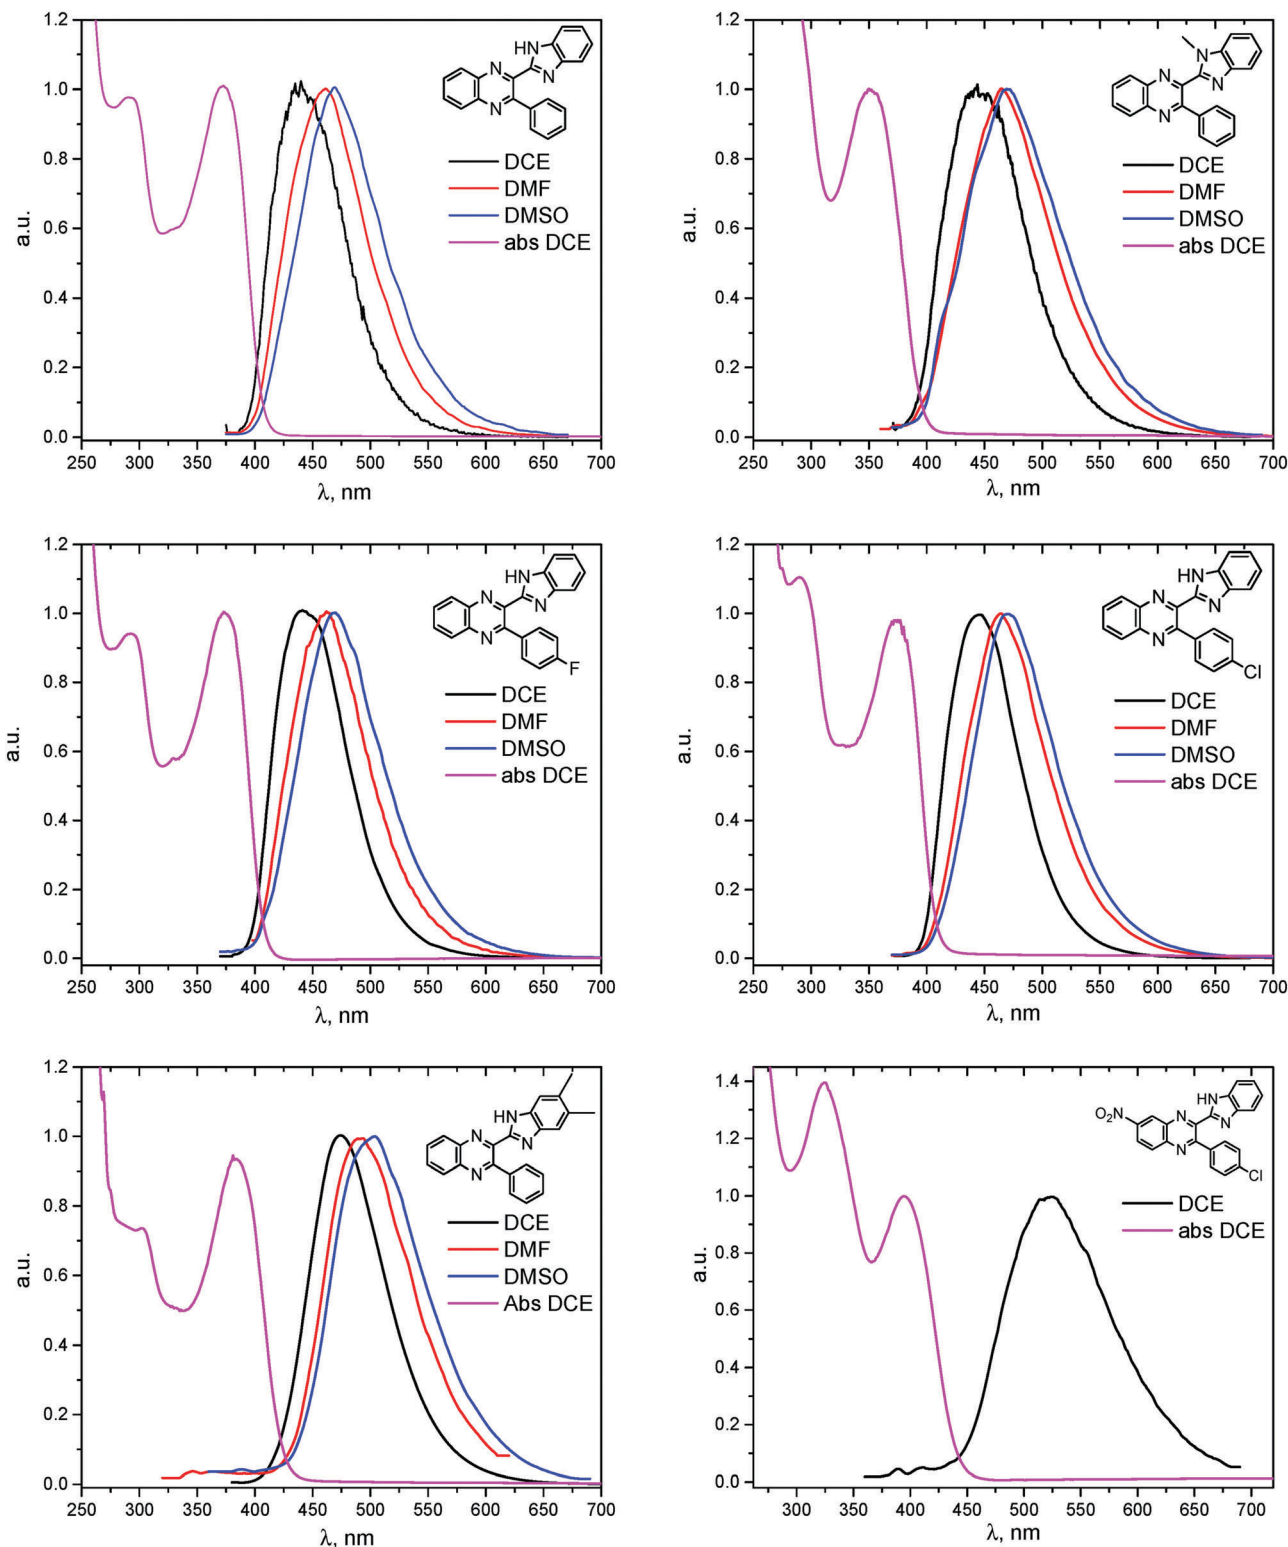 1.2
1.0
0.8
0.6
0.4
0.2
0.0
a.u.
HN
N
N
N
DCE
DMF
DMSO
abs DCE
250 300 350 400 450 500 550 600 650 700
λ, nm
1.2
1.0
0.8
0.6
0.4
0.2
0.0
a.u.
N
N
N
N
DCE
DMF
DMSO
abs DCE
250 300 350 400 450 500 550 600 650 700
λ, nm
1.2
1.0
0.8
0.6
0.4
0.2
0.0
a.u.
HN
N
N
N
F
DCE
DMF
DMSO
abs DCE
250 300 350 400 450 500 550 600 650 700
λ, nm
1.2
1.0
0.8
0.6
0.4
0.2
0.0
a.u.
HN
N
N
N
Cl
DCE
DMF
DMSO
abs DCE
250 300 350 400 450 500 550 600 650 700
λ, nm
1.2
1.0
0.8
0.6
0.4
0.2
0.0
a.u.
HN
N
N
N
DCE
DMF
DMSO
Abs DCE
250 300 350 400 450 500 550 600 650 700
λ, nm
1.4
1.2
1.0
0.8
0.6
0.4
0.2
0.0
a.u.
HN
O₂N
N
N
N
Cl
DCE
abs DCE
300 350 400 450 500 550 600 650 700
λ, nm